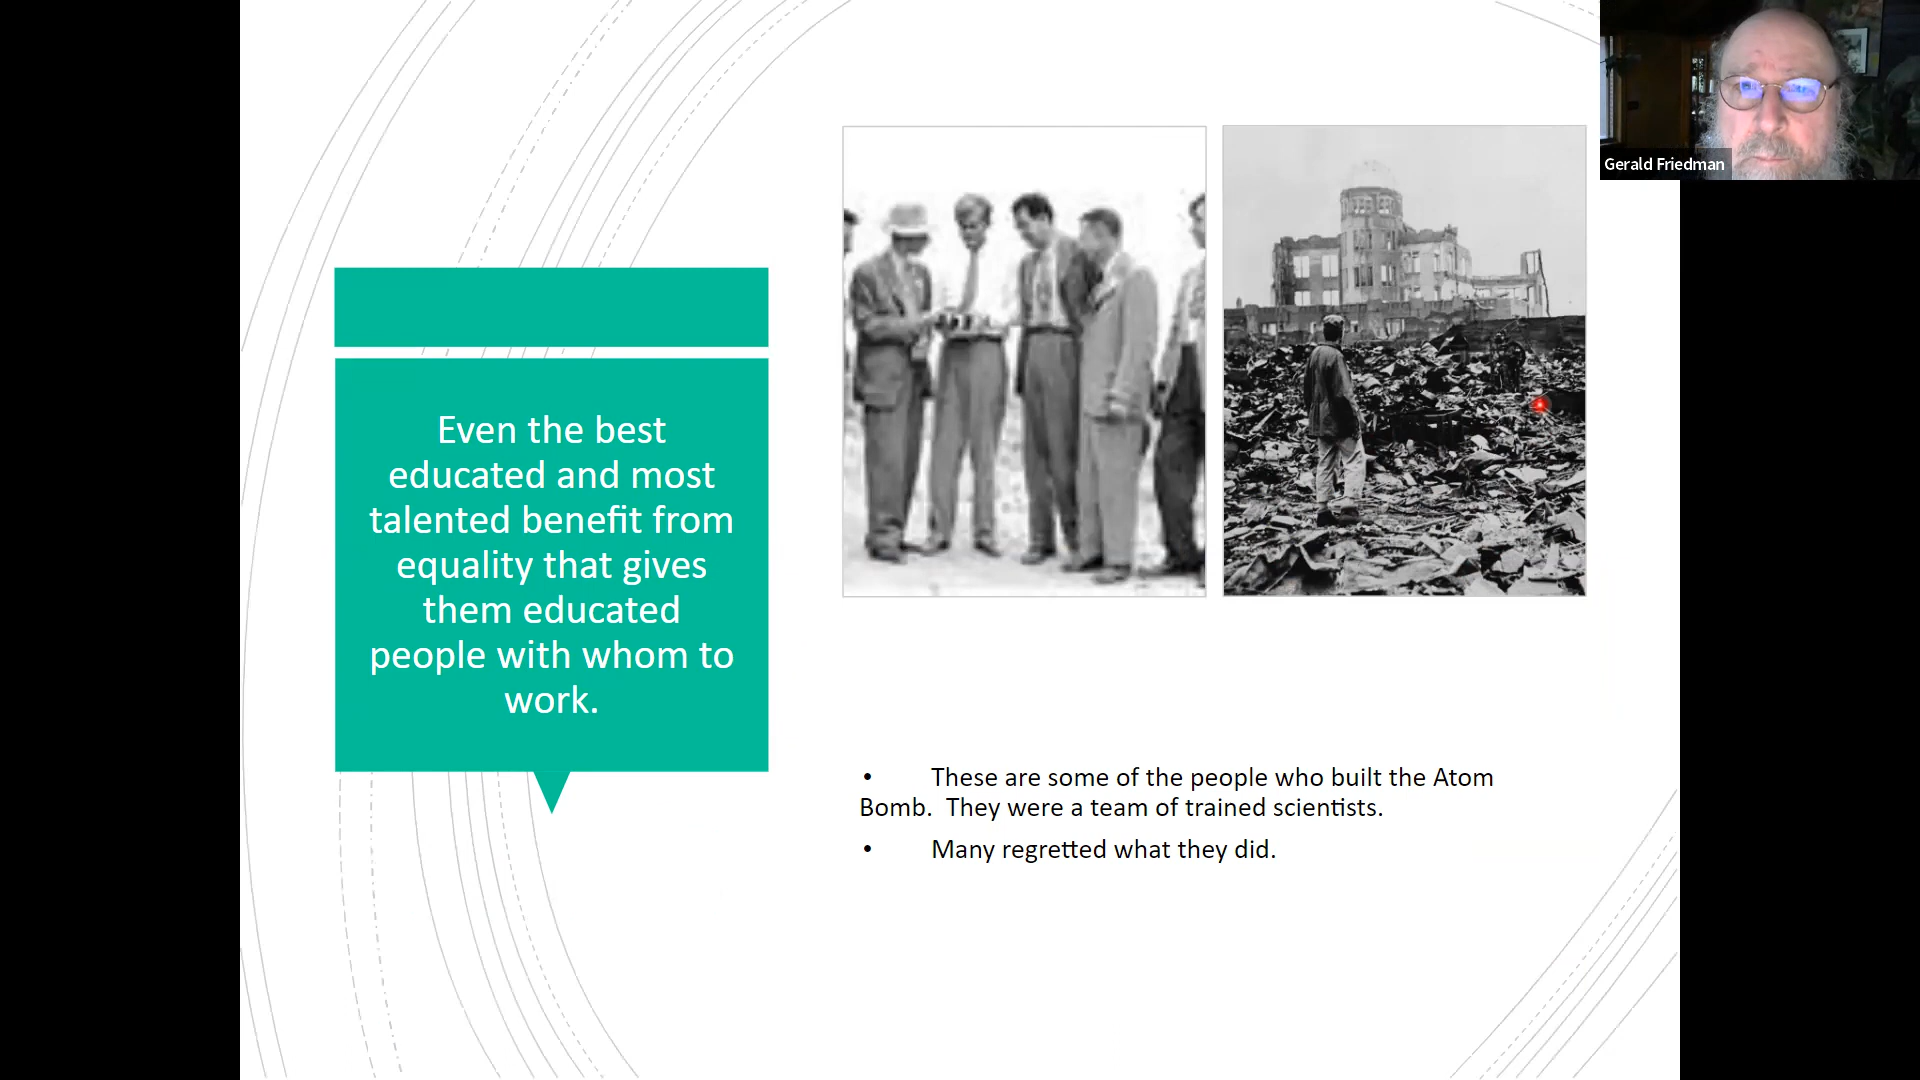 Gerald Friedman
Even the best
educated and most
talented benefit from
equality that gives
them educated
people with whom to
work.
• These are some of the people who built the Atom
Bomb. They were a team of trained scientists.
• Many regretted what they did.